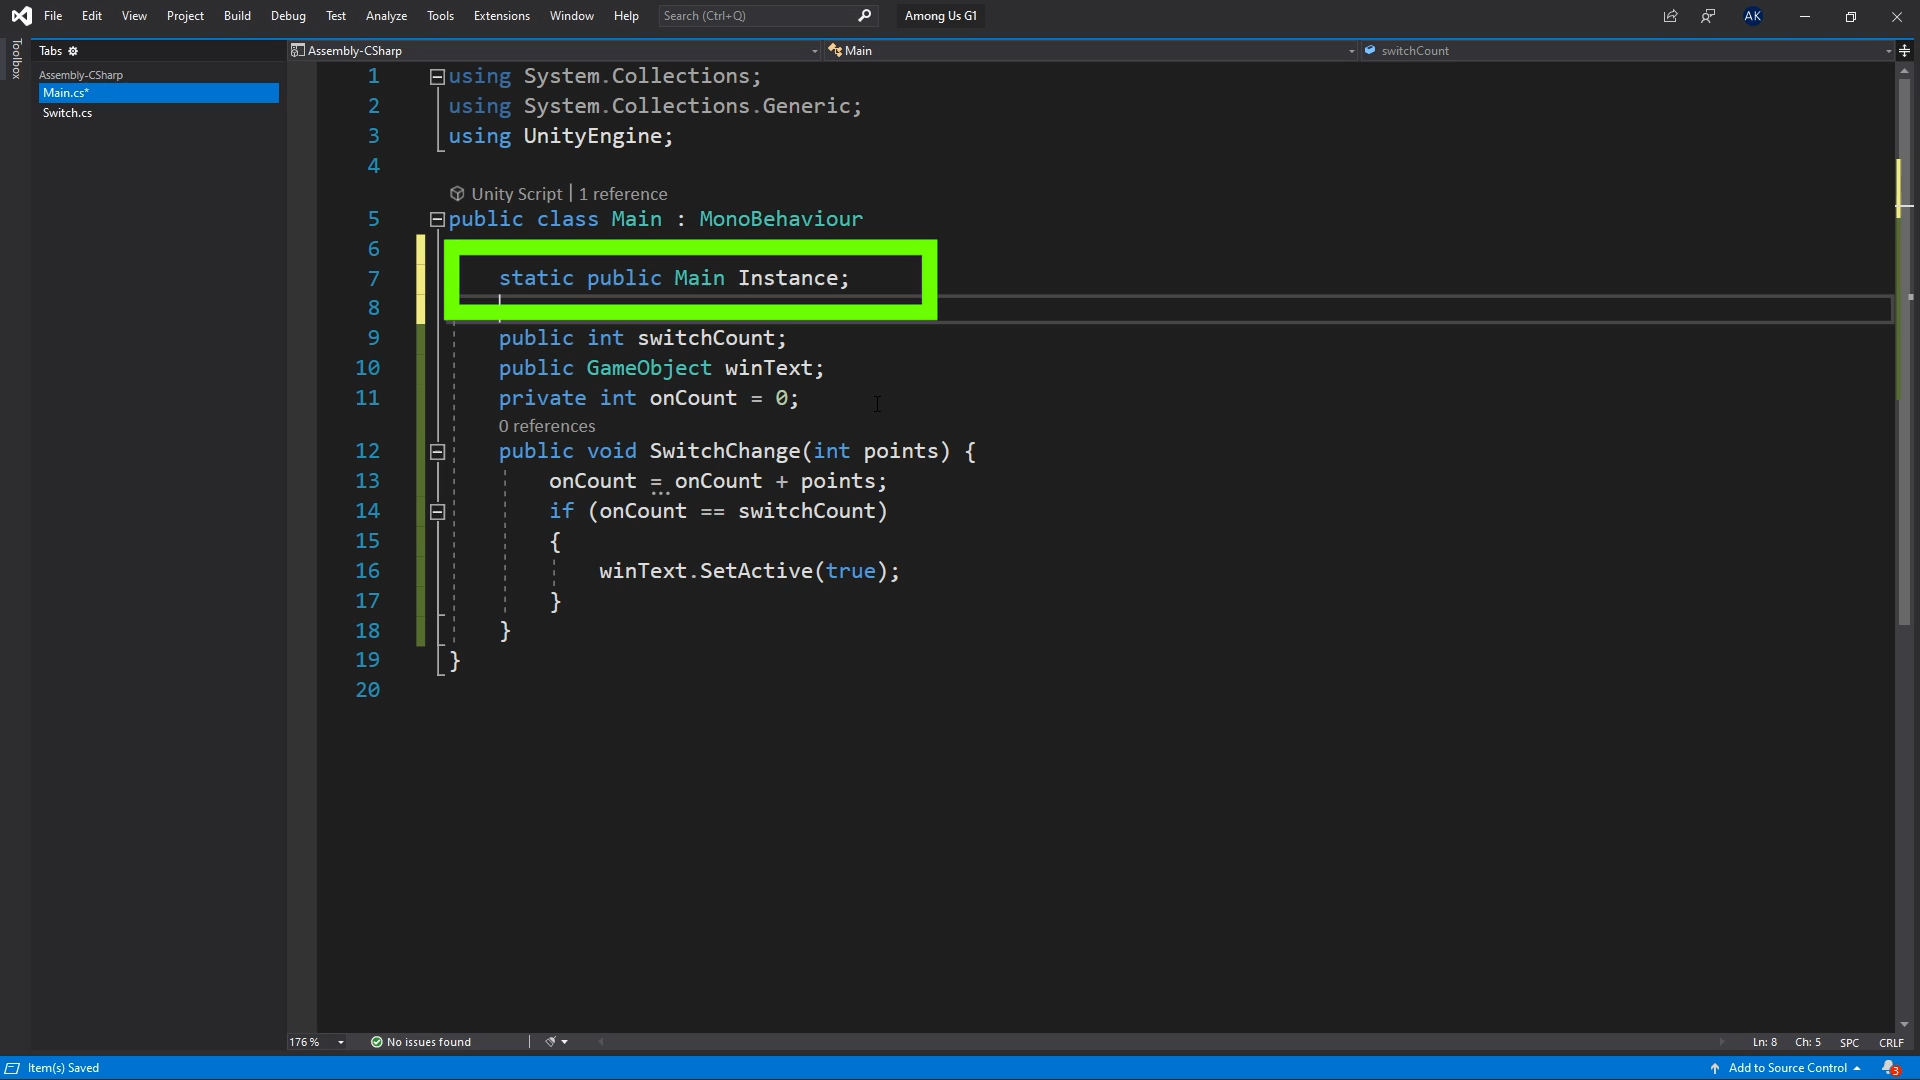 File Edit View Project Build Debug Test Analyze Tools Extensions Window Help Search (Ctrl+Q) Among Us G1 AK
Toolbox
Tabs
Assembly-CSharp
Main.cs*
Switch.cs
Assembly-CSharp Main switchCount
1 using System.Collections;
2 using System.Collections.Generic;
3 using UnityEngine;
4
Unity Script | 1 reference
5 public class Main : MonoBehaviour
6
7 static public Main Instance;
8
9 public int switchCount;
10 public GameObject winText;
11 private int onCount = 0;
0 references
12 public void SwitchChange(int points) {
13 onCount = onCount + points;
14 if (onCount == switchCount)
15 {
16 winText.SetActive(true);
17 }
18 }
19 }
20
176 % No issues found Ln: 8 Ch: 5 SPC CRLF
Item(s) Saved Add to Source Control 3